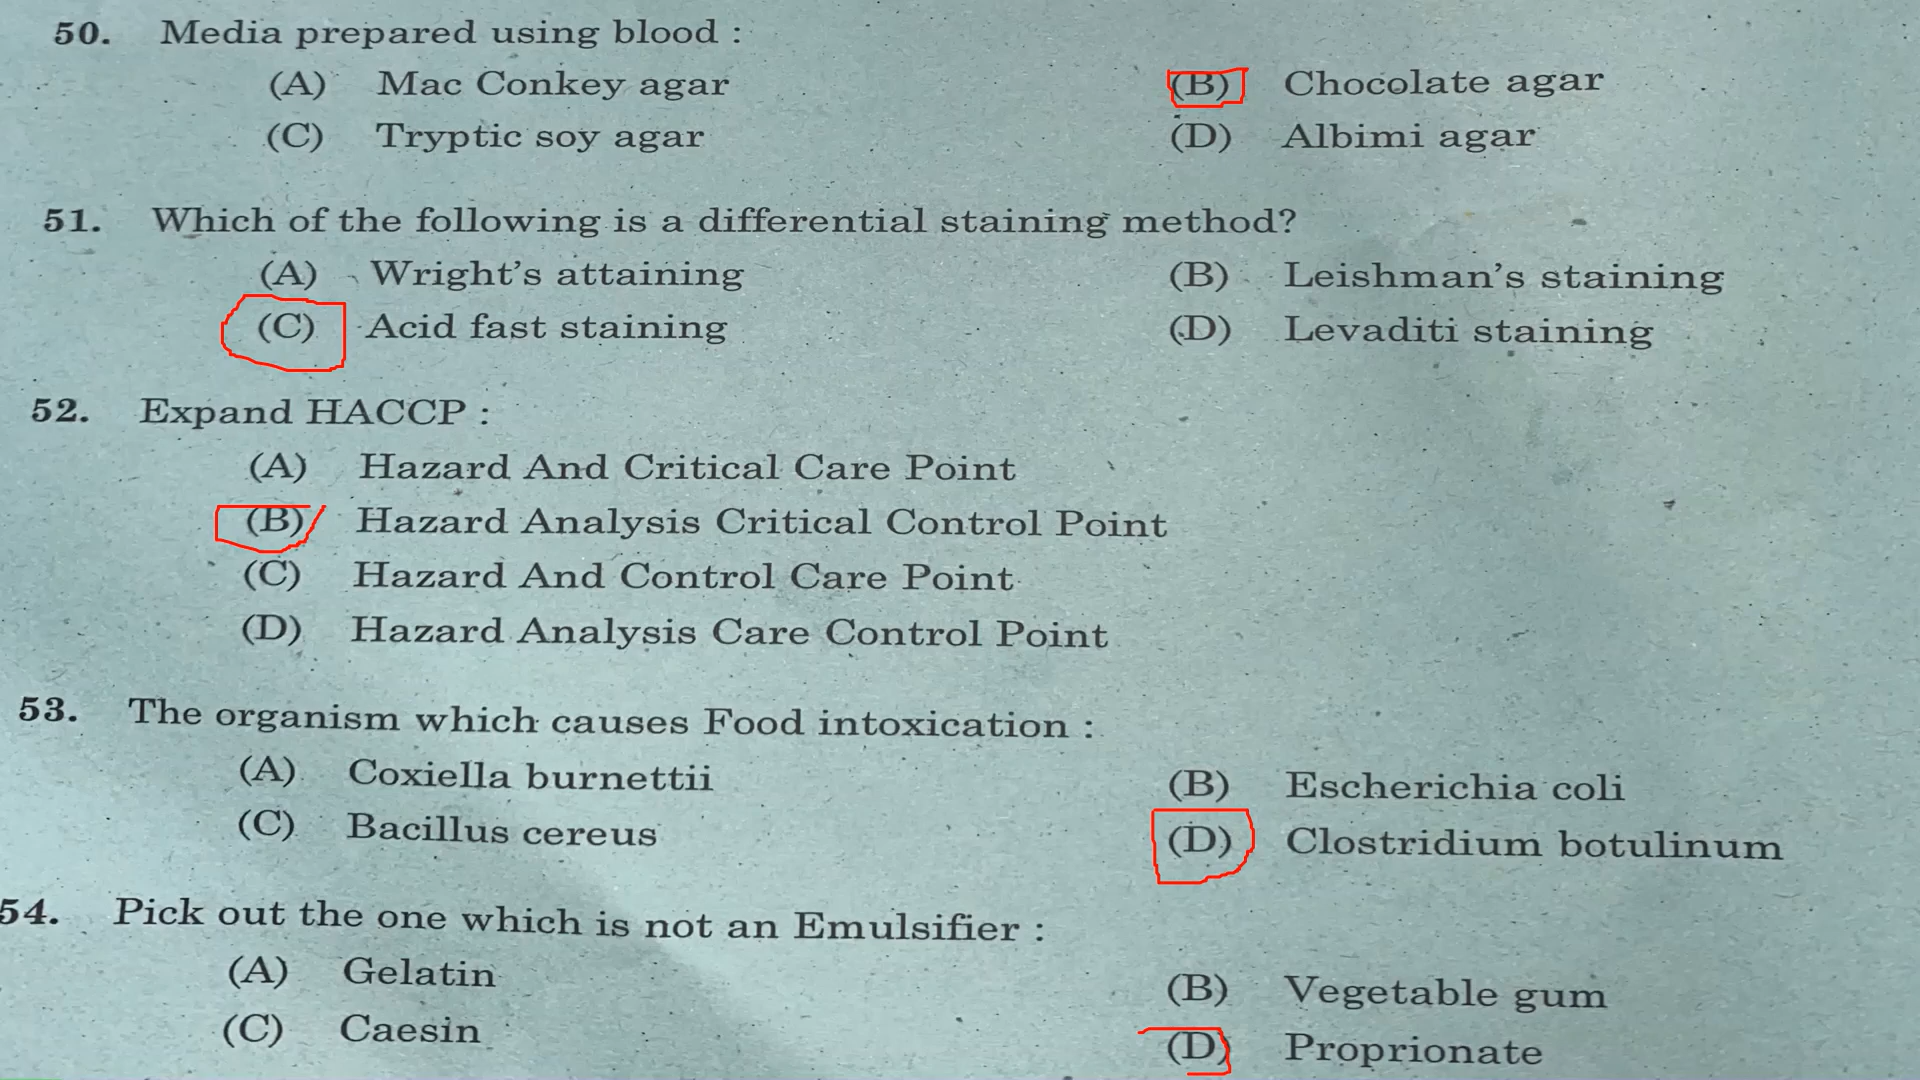 50. Media prepared using blood :
(A) Mac Conkey agar (B) Chocolate agar
(C) Tryptic soy agar (D) Albimi agar
51. Which of the following is a differential staining method?
(A) Wright's attaining (B) Leishman's staining
(C) Acid fast staining (D) Levaditi staining
52. Expand HACCP :
(A) Hazard And Critical Care Point
(B) Hazard Analysis Critical Control Point
(C) Hazard And Control Care Point
(D) Hazard Analysis Care Control Point
53. The organism which causes Food intoxication :
(A) Coxiella burnettii (B) Escherichia coli
(C) Bacillus cereus (D) Clostridium botulinum
54. Pick out the one which is not an Emulsifier :
(A) Gelatin (B) Vegetable gum
(C) Caesin (D) Proprionate